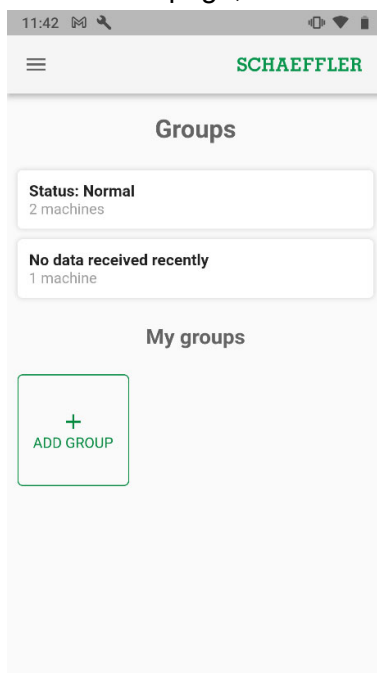 11:42
SCHAEFFLER
Groups
Status: Normal
2 machines
No data received recently
1 machine
My groups
+
ADD GROUP